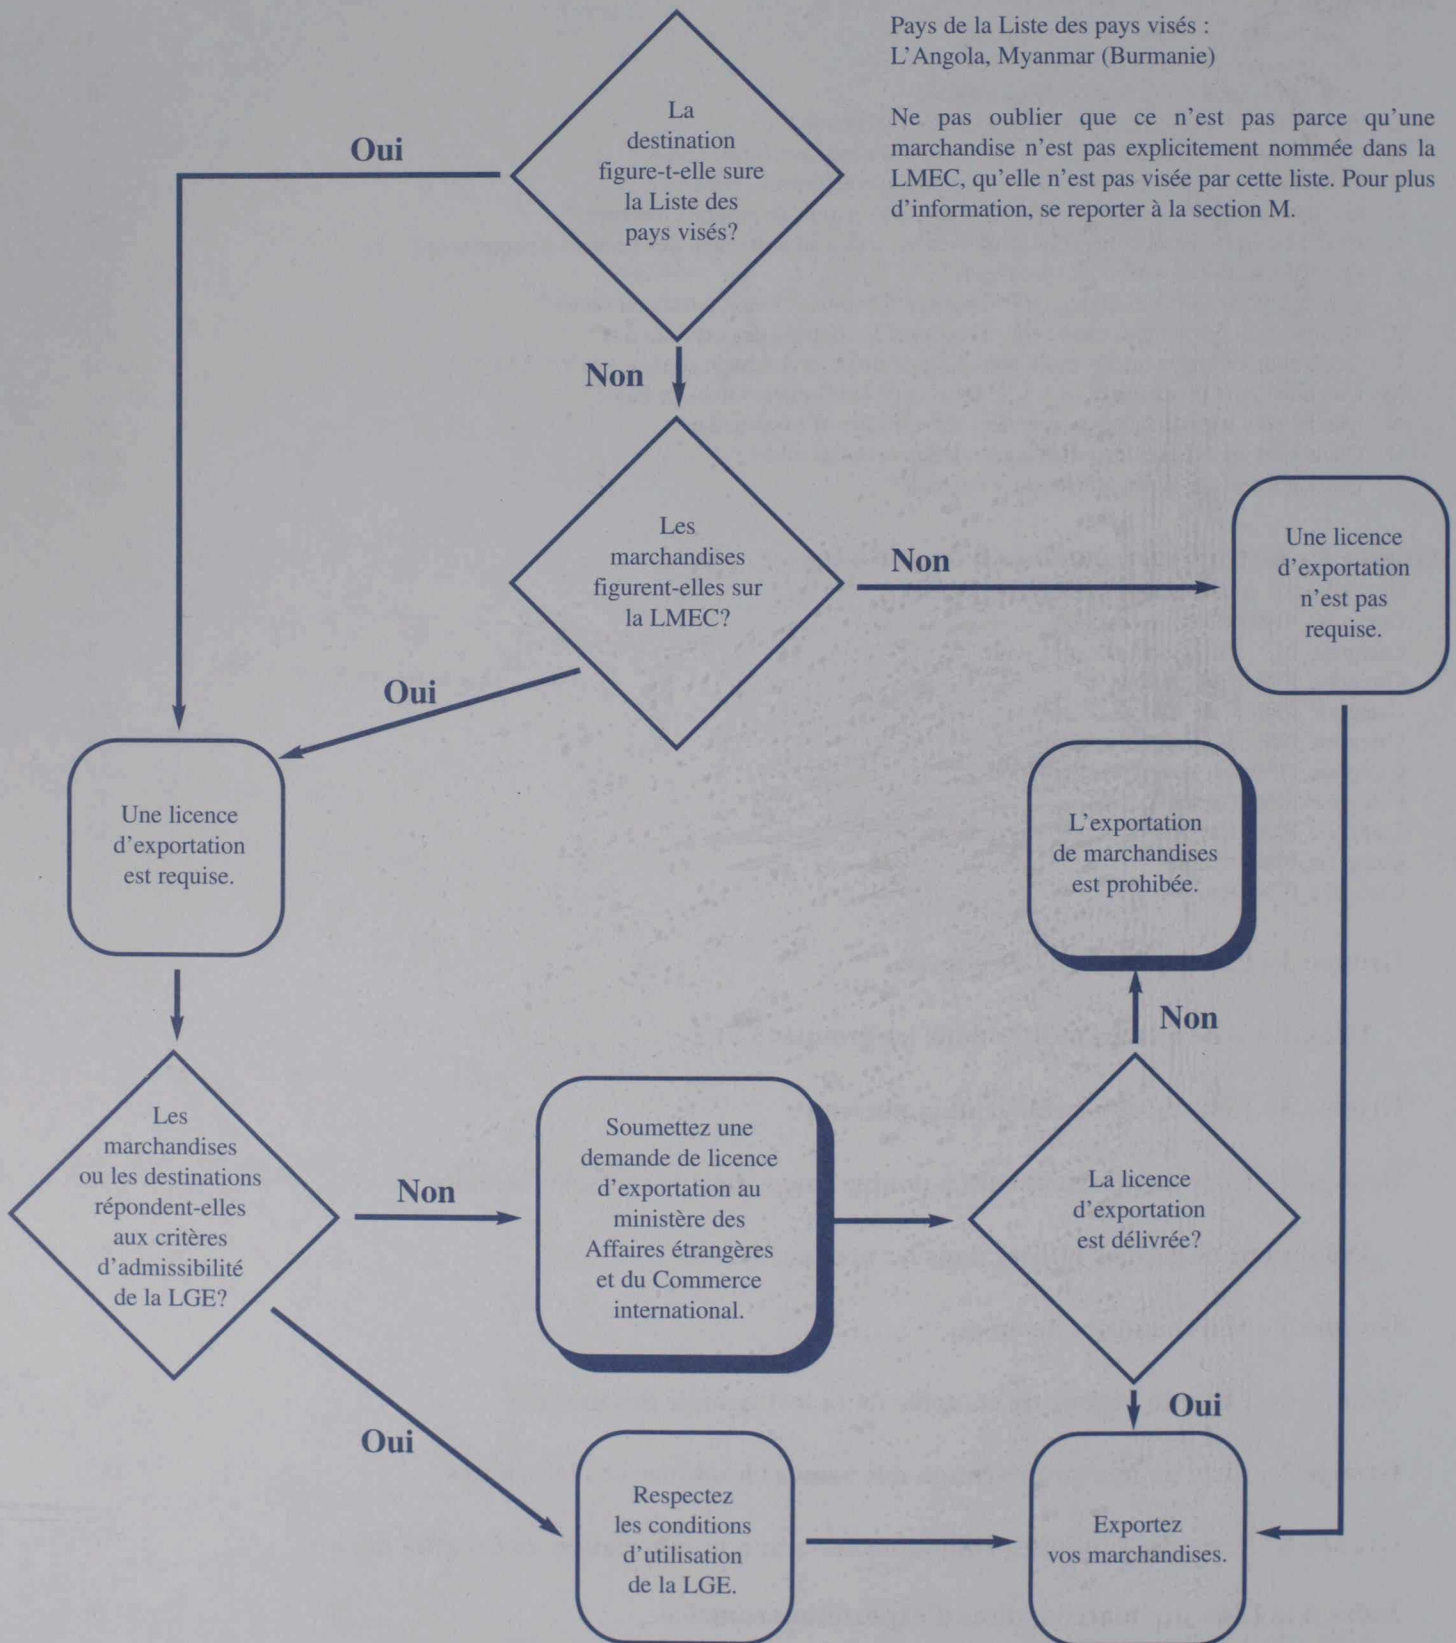 Pays de la Liste des pays visés :
L'Angola, Myanmar (Burmanie)
Ne pas oublier que ce n'est pas parce qu'une
marchandise n'est pas explicitement nommée dans la
LMEC, qu'elle n'est pas visée par cette liste. Pour plus
d'information, se reporter à la section M.
La
destination
figure-t-elle sure
la Liste des
pays visés?
Oui
Non
Les
marchandises
figurent-elles sur
la LMEC?
Non
Une licence
d'exportation
n'est pas
requise.
Oui
Une licence
d'exportation
est requise.
L'exportation
de marchandises
est prohibée.
Non
Les
marchandises
ou les destinations
répondent-elles
aux critères
d'admissibilité
de la LGE?
Non
Soumettez une
demande de licence
d'exportation au
ministère des
Affaires étrangères
et du Commerce
international.
La licence
d'exportation
est délivrée?
Oui
Oui
Respectez
les conditions
d'utilisation
de la LGE.
Exportez
vos marchandises.